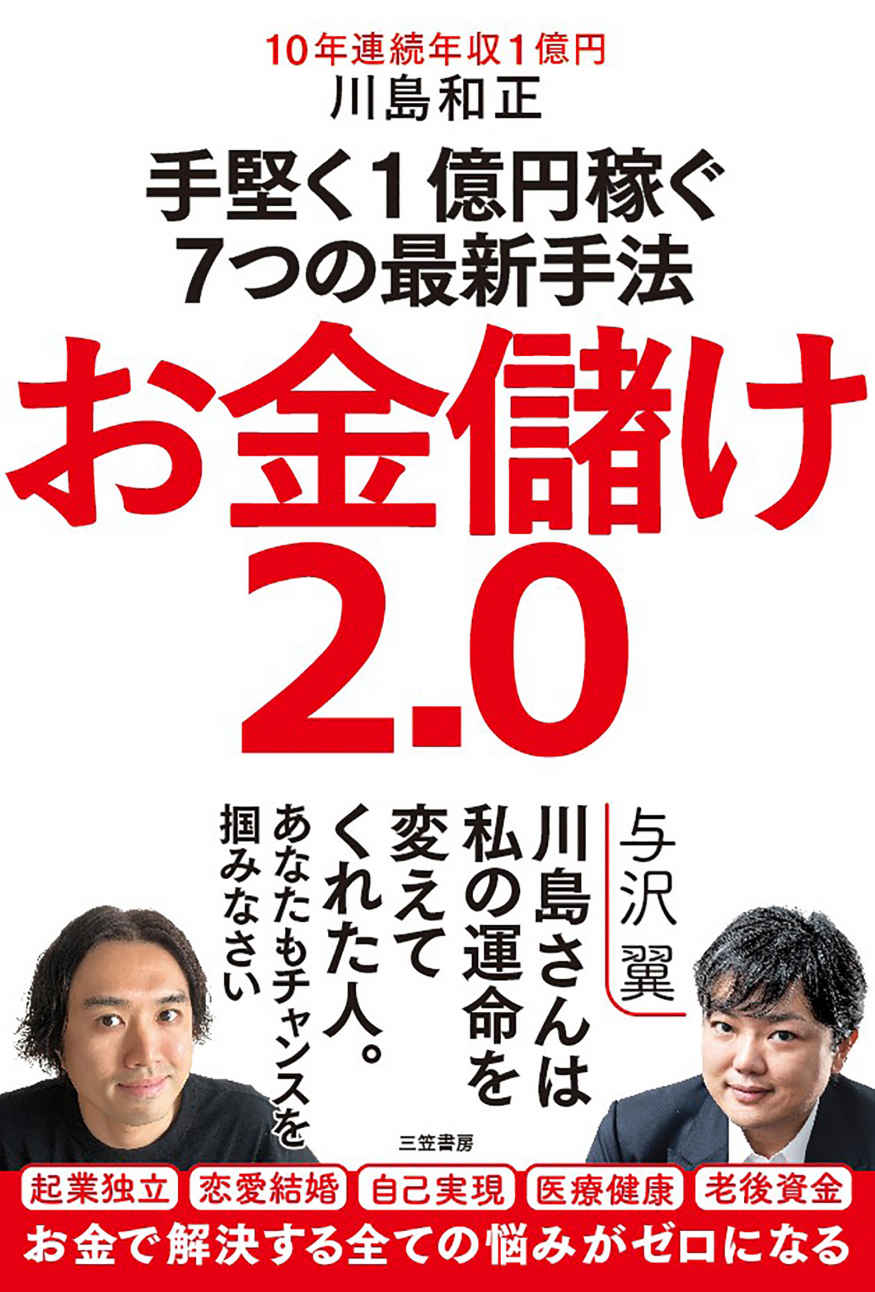 10年連続年収1億円
川島和正
手堅く1億円稼ぐ
7つの最新手法
お金儲け
2.0
与沢 翼
川島さんは
私の運命を
変えて
くれた人。
あなたもチャンスを
掴みなさい
三笠書房
起業独立 恋愛結婚 自己実現 医療健康 老後資金
お金で解決する全ての悩みがゼロになる